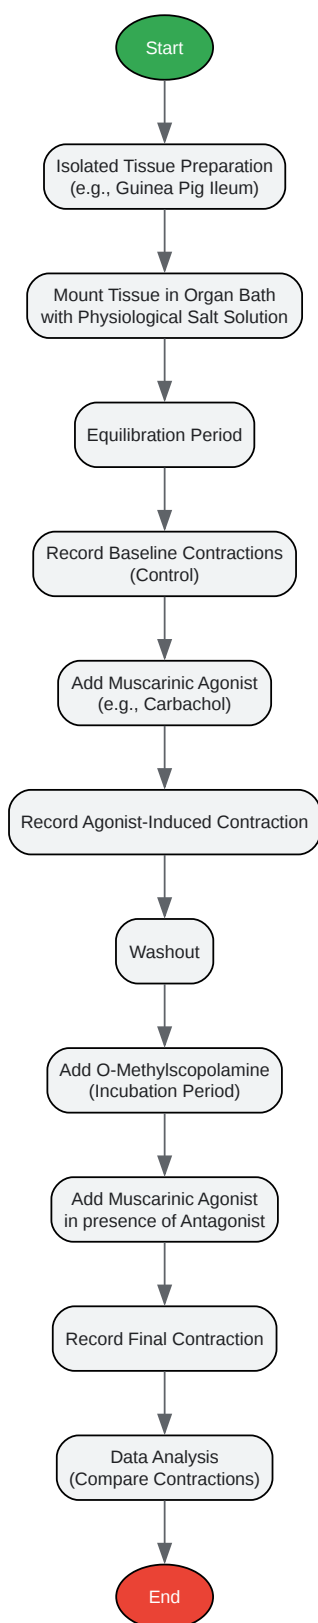 Start
Isolated Tissue Preparation
(e.g., Guinea Pig Ileum)
Mount Tissue in Organ Bath
with Physiological Salt Solution
Equilibration Period
Record Baseline Contractions
(Control)
Add Muscarinic Agonist
(e.g., Carbachol)
Record Agonist-Induced Contraction
Washout
Add O-Methylscopolamine
(Incubation Period)
Add Muscarinic Agonist
in presence of Antagonist
Record Final Contraction
Data Analysis
(Compare Contractions)
End